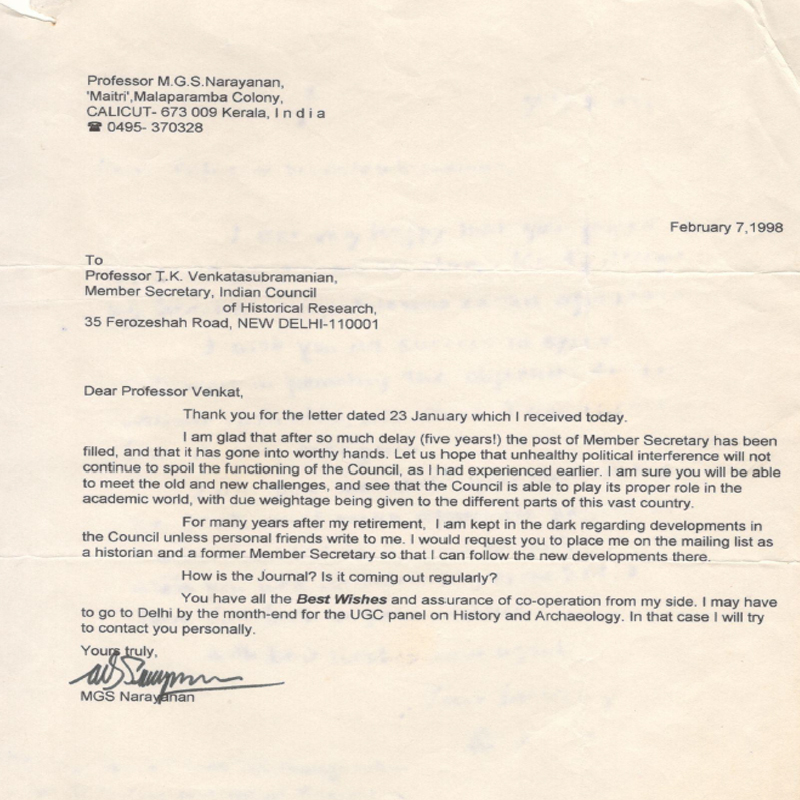 Professor M.G.S.Narayanan,
'Maitri',Malaparamba Colony,
CALICUT- 673 009 Kerala, I n d i a
☎ 0495- 370328
February 7,1998
To
Professor T.K. Venkatasubramanian,
Member Secretary, Indian Council
of Historical Research,
35 Ferozeshah Road, NEW DELHI-110001
Dear Professor Venkat,
Thank you for the letter dated 23 January which I received today.
I am glad that after so much delay (five years!) the post of Member Secretary has been
filled, and that it has gone into worthy hands. Let us hope that unhealthy political interference will not
continue to spoil the functioning of the Council, as I had experienced earlier. I am sure you will be able
to meet the old and new challenges, and see that the Council is able to play its proper role in the
academic world, with due weightage being given to the different parts of this vast country.
For many years after my retirement, I am kept in the dark regarding developments in
the Council unless personal friends write to me. I would request you to place me on the mailing list as
a historian and a former Member Secretary so that I can follow the new developments there.
How is the Journal? Is it coming out regularly?
You have all the Best Wishes and assurance of co-operation from my side. I may have
to go to Delhi by the month-end for the UGC panel on History and Archaeology. In that case I will try
to contact you personally.
Yours truly,
MGS Narayanan